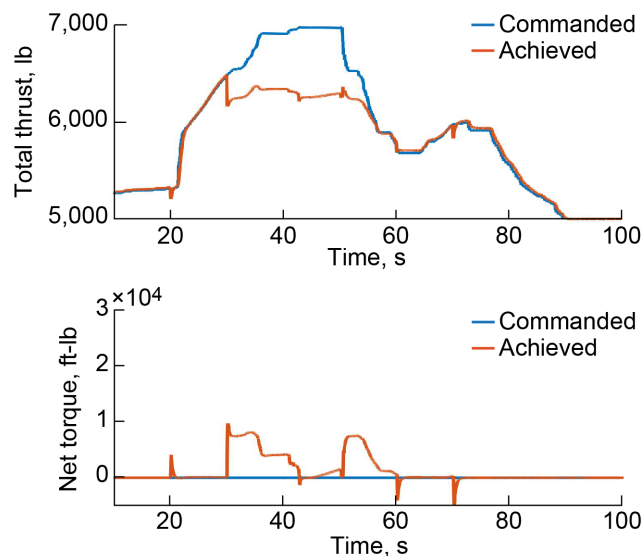 7,000
6,000
5,000
Total thrust, lb
Commanded
Achieved
20
40
60
80
100
Time, s
3
×10⁴
2
1
0
Net torque, ft-lb
Commanded
Achieved
20
40
60
80
100
Time, s